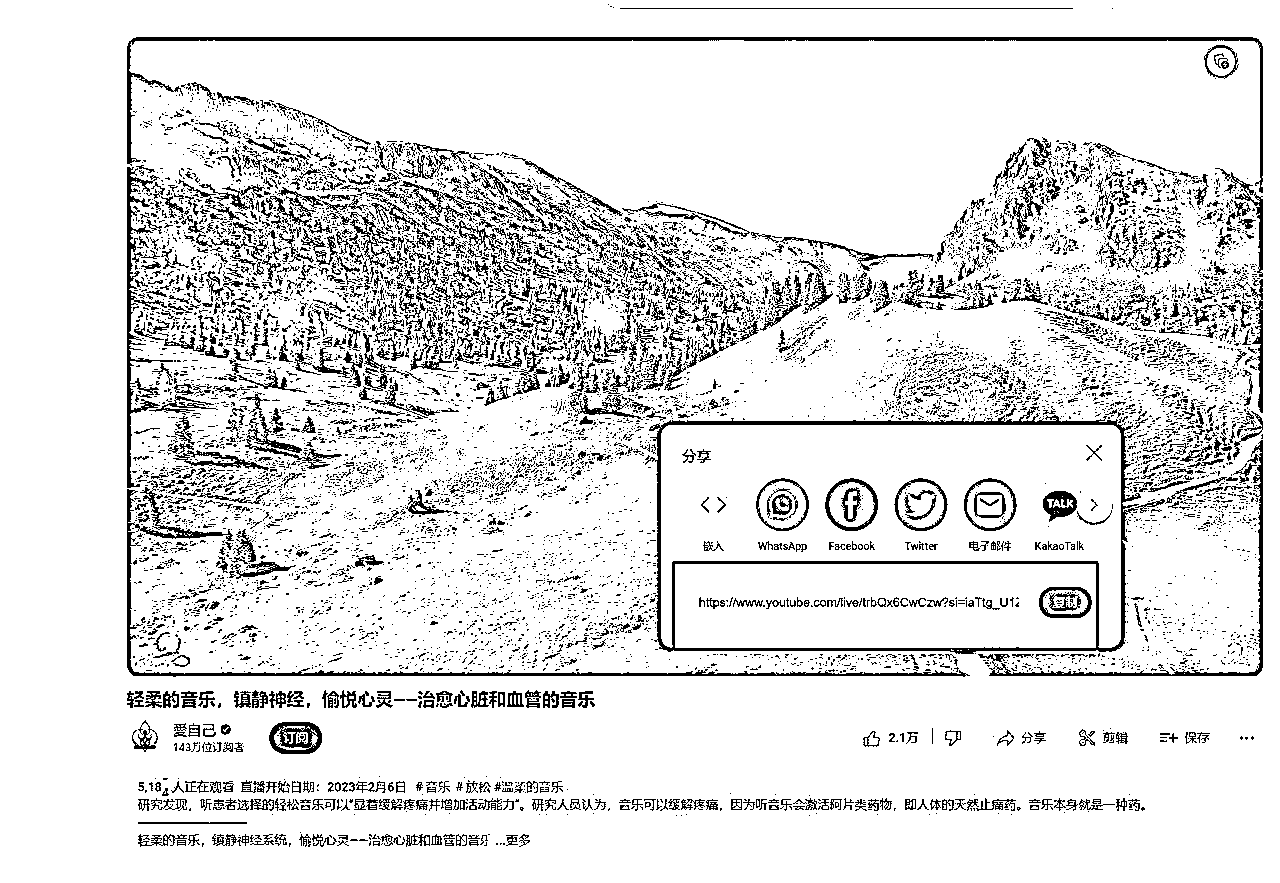 分享
嵌入 WhatsApp Facebook Twitter 电子邮件 KakaoTalk
TALK
https://www.youtube.com/live/trbQx6CwCzw?si=iaTtg_U12
复制
轻柔的音乐，镇静神经，愉悦心灵--治愈心脏和血管的音乐
愛自己
143万位订阅者
订阅
2.1万 分享 剪辑 保存
人正在观看 直播开始日期：2023年2月6日 #音乐 #放松 #温柔的音乐
研究发现，听患者选择的轻松音乐可以“显着缓解疼痛并增加活动能力”。研究人员认为，音乐可以缓解疼痛，因为听音乐会激活阿片类药物，即人体的天然止痛药。音乐本身就是一种药。
轻柔的音乐，镇静神经系统，愉悦心灵--治愈心脏和血管的音乐 ...更多